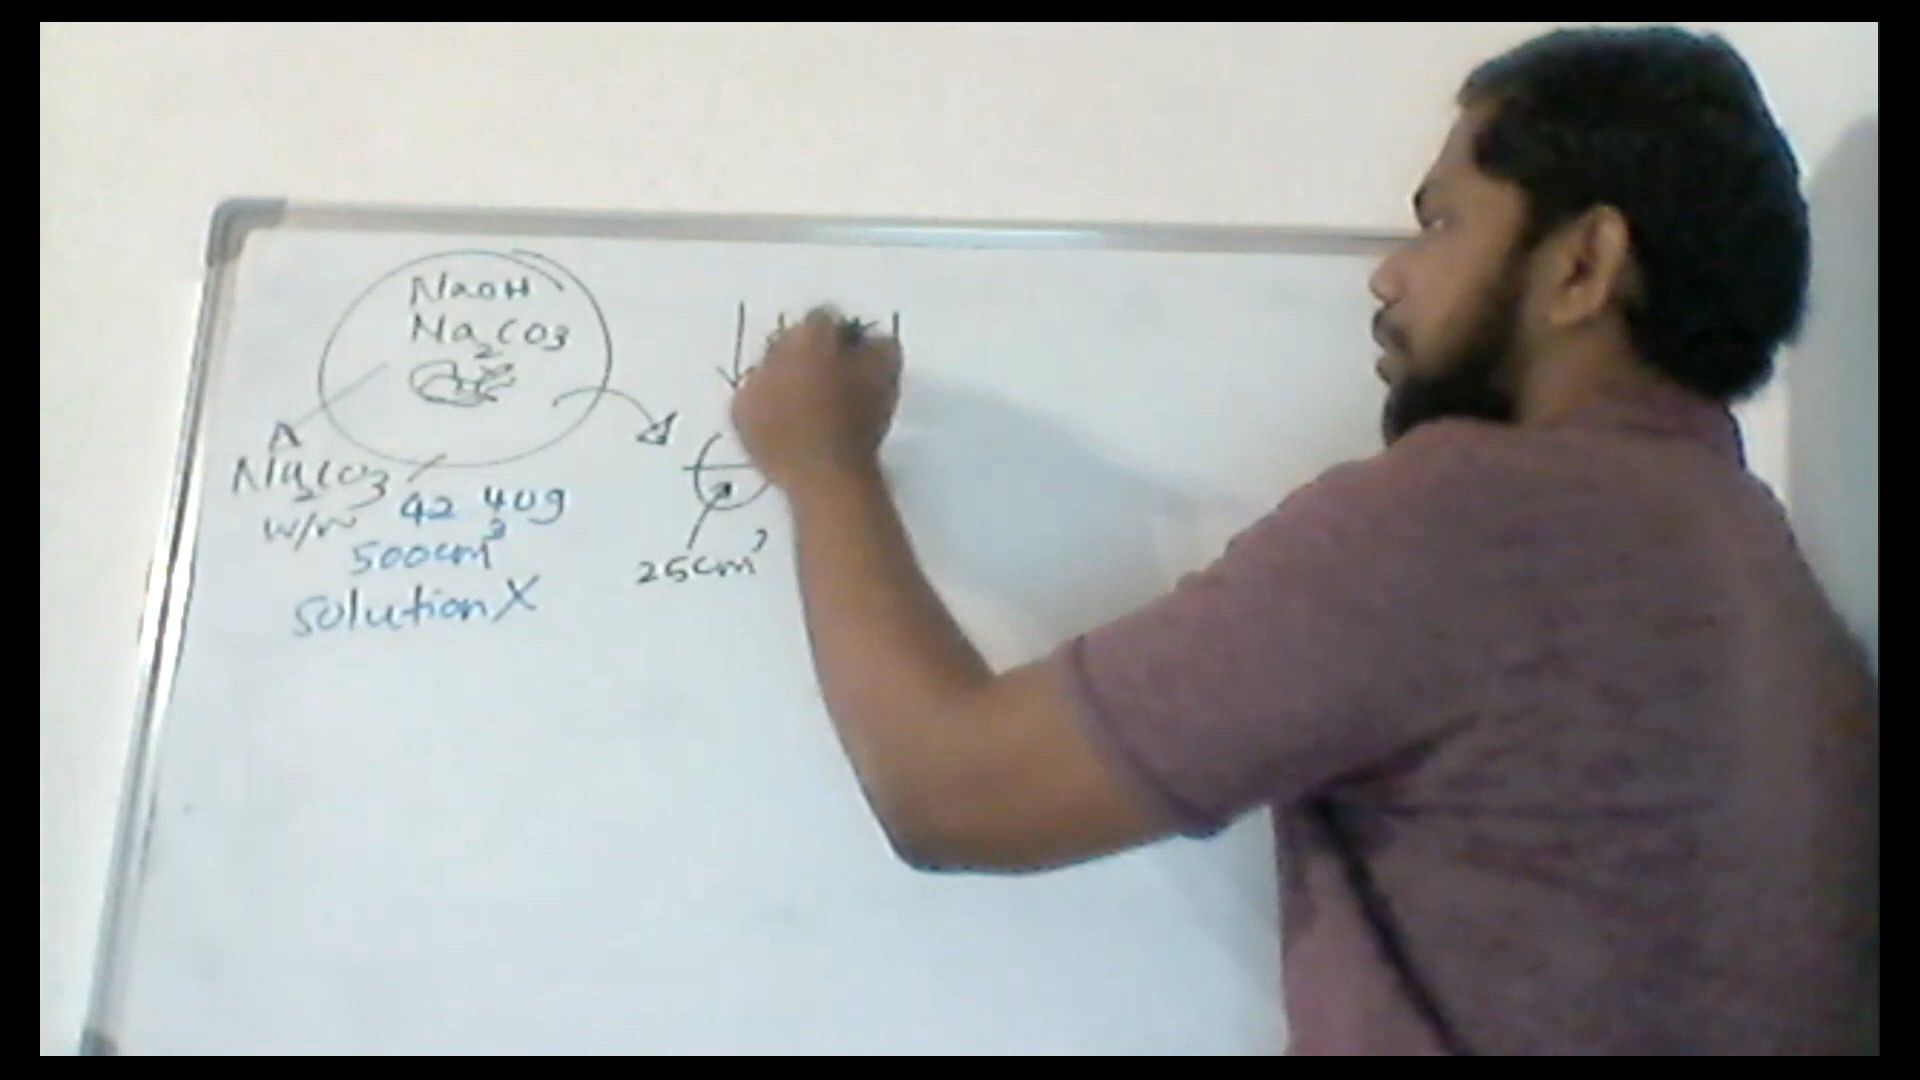 NaOH
Na2CO3
A
Na2CO3
W/W
42 40g
500cm3
solution X
25cm3